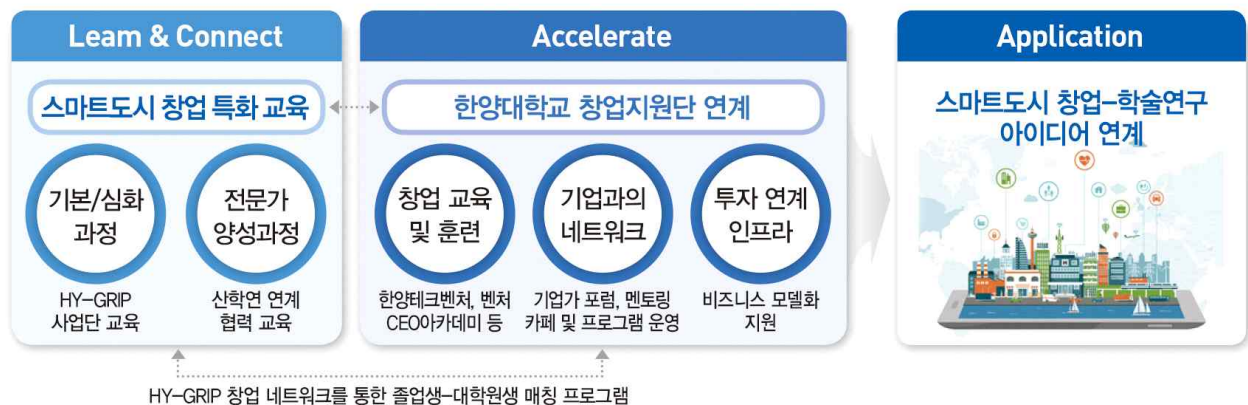 Leam & Connect
스마트도시 창업 특화 교육
기본/심화
과정
HY-GRIP
사업단 교육
전문가
양성과정
산학연 연계
협력 교육
Accelerate
한양대학교 창업지원단 연계
창업 교육
및 훈련
한양테크벤처, 벤처
CEO아카데미 등
기업과의
네트워크
기업가 포럼, 멘토링
카페 및 프로그램 운영
투자 연계
인프라
비즈니스 모델화
지원
Application
스마트도시 창업-학술연구
아이디어 연계
HY-GRIP 창업 네트워크를 통한 졸업생-대학원생 매칭 프로그램